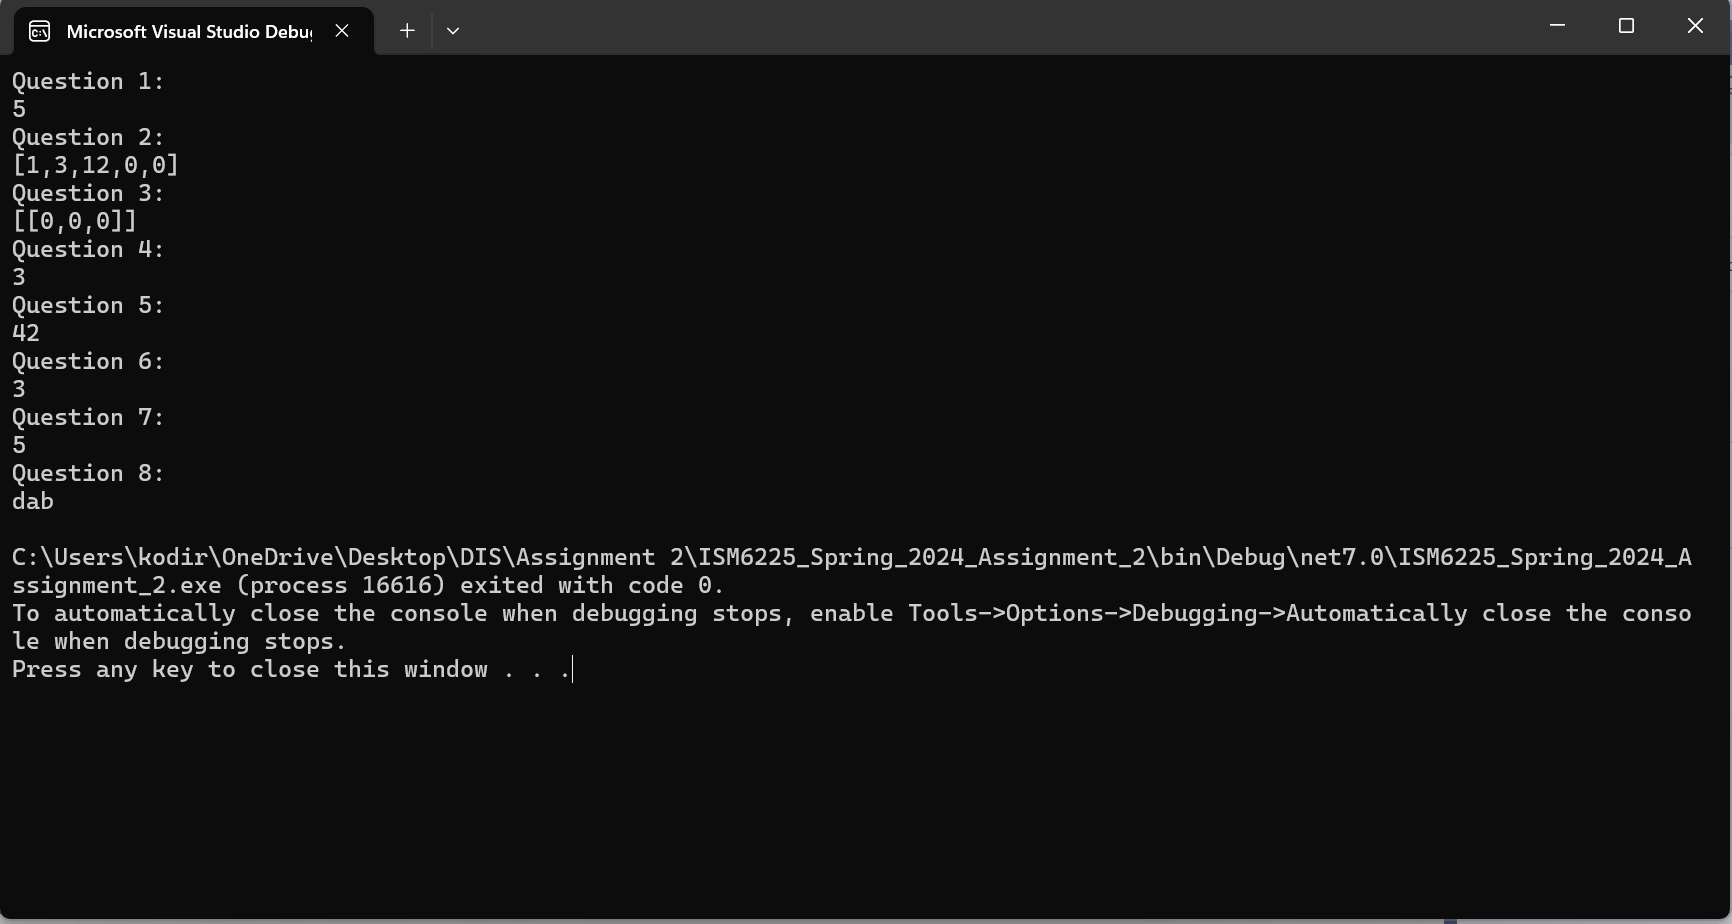 Microsoft Visual Studio Debu
Question 1:
5
Question 2:
[1,3,12,0,0]
Question 3:
[[0,0,0]]
Question 4:
3
Question 5:
42
Question 6:
3
Question 7:
5
Question 8:
dab
C:\Users\kodir\OneDrive\Desktop\DIS\Assignment 2\ISM6225_Spring_2024_Assignment_2\bin\Debug\net7.0\ISM6225_Spring_2024_A
ssignment_2.exe (process 16616) exited with code 0.
To automatically close the console when debugging stops, enable Tools->Options->Debugging->Automatically close the conso
le when debugging stops.
Press any key to close this window . . .